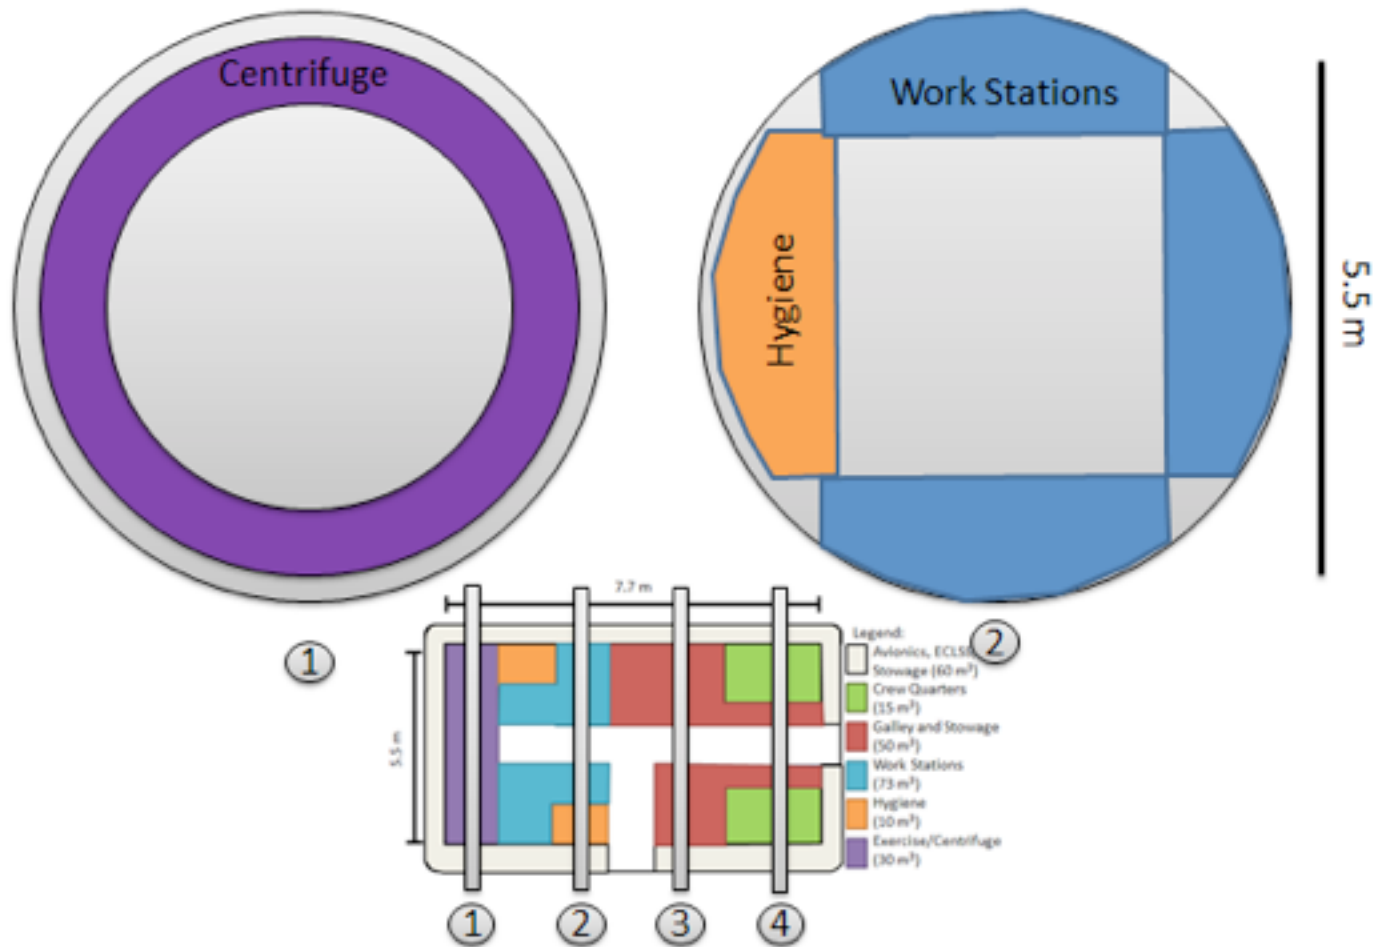 Centrifuge
Work Stations
Hygiene
5.5 m
1
2
7.7 m
5.5 m
Legend:
Avionics, ECLSS
Stowage (60 m³)
Crew Quarters
(15 m³)
Galley and Stowage
(50 m³)
Work Stations
(73 m³)
Hygiene
(10 m³)
Exercise/Centrifuge
(30 m³)
1
2
3
4